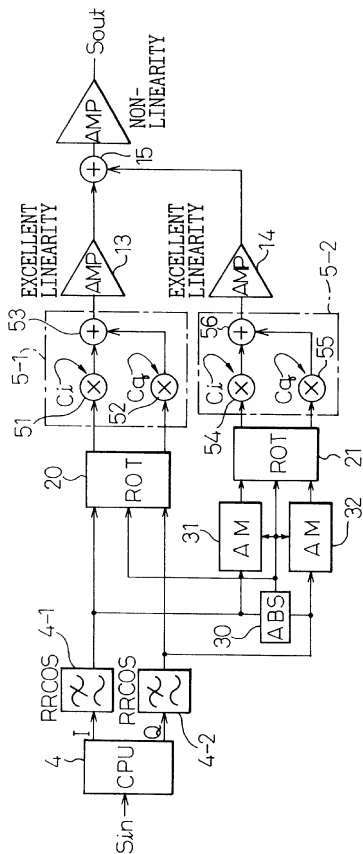 Sin
4
CPU
I
Q
RRCOS
4-1
RRCOS
4-2
20
ROT
30
ABS
31
AM
AM
32
ROT
21
5-1
51
Ci
52
Cq
53
EXCELLENT
LINEARITY
AMP
13
15
AMP
NON-
LINEARITY
Sout
54
Ci
55
Cq
56
5-2
EXCELLENT
LINEARITY
AMP
14